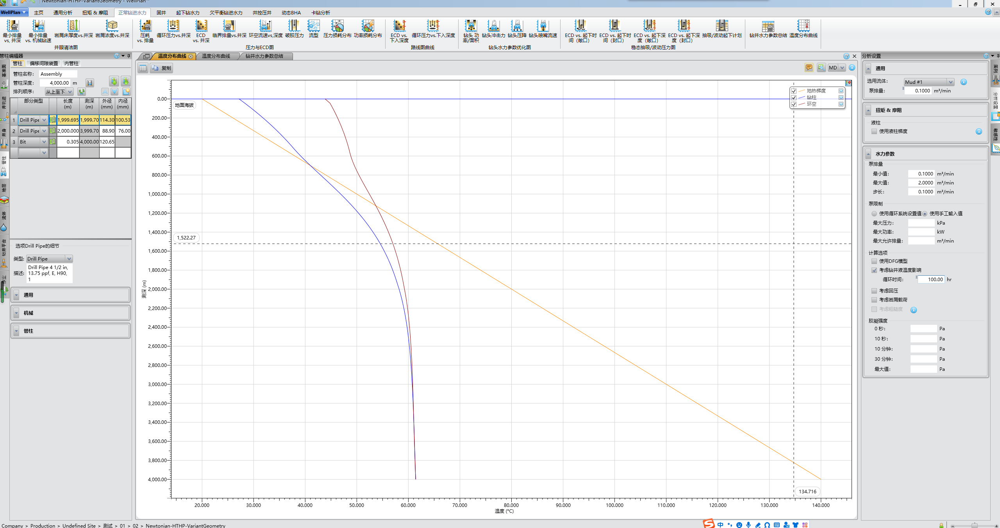 Newtonian-HTHP-VariantGeometry - WellPlan™
WellPlan 主页 通用分析 扭矩 & 摩阻 正常钻进水力 固井 起下钻水力 欠平衡钻进水力 井控压井 动态BHA 卡钻分析
最小排量 vs, 井深
最小排量 vs. 机械钻速
岩屑床厚度vs.井深
岩屑浓度vs.井深
井眼清洁图
压耗 vs. 排量
循环压力vs.井深
ECD vs. 井深
临界排量vs.井深
环空流速vs,深度
破胶压力
流型
压力损耗分布
功率损耗分布
压力与ECD图
ECD vs. 下入深度
循环压力vs.下入深度
路线图曲线
钻头 功率/面积
钻头冲击力
钻头压降
钻头喷嘴流速
钻头水力参数优化图
ECD vs. 起下时间（敞口）
ECD vs. 起下时间（封口）
ECD vs. 起下深度（敞口）
ECD vs. 起下深度（封口）
抽吸/波动起下计划
稳态抽吸/波动压力图
钻井水力参数总结
温度分布曲线
管柱编辑器
管柱 偏移间隙装置 内管柱
管柱名称: Assembly
管柱深度: 4,000.00 m
排列顺序: 从上至下
部分类型 长度 (m) 测深 (m) 外径 (mm) 内径 (mm)
1 Drill Pipe 1,999.695 1,999.70 114.30 100.53
2 Drill Pipe 2,000.000 3,999.70 88.90 76.00
3 Bit 0.305 4,000.00 120.65
选项Drill Pipe的细节
类型: Drill Pipe
描述: Drill Pipe 4 1/2 in,
13.75 ppf, E, H90,
1
通用
机械
管柱
基准面
井轨迹
井身
管柱
地层
流体
钻井平台
温度分布曲线 温度分布曲线 钻井水力参数总结
复制
MD
地热梯度
钻柱
环空
地面海拔
1,522.27
134.716
0.00
200.00
400.00
600.00
800.00
1,000.00
1,200.00
1,400.00
1,600.00
1,800.00
2,000.00
2,200.00
2,400.00
2,600.00
2,800.00
3,000.00
3,200.00
3,400.00
3,600.00
3,800.00
4,000.00
测深 (m)
20.000 30.000 40.000 50.000 60.000 70.000 80.000 90.000 100.000 110.000 120.000 130.000 140.000
温度 (°C)
分析设置
通用
选用流体: Mud #1
泵排量: 0.1000 m³/min
扭矩 & 摩阻
液柱
使用液柱梯度
水力参数
泵排量
最小值: 0.1000 m³/min
最大值: 2.0000 m³/min
步长: 0.1000 m³/min
泵限制
使用循环系统设置值 使用手工输入值
最大压力: kPa
最大功率: kW
最大允许排量: m³/min
计算选项
使用DFG模型
考虑钻井液温度影响
循环时间: 100.00 hr
考虑回压
考虑岩屑载荷
考虑粗糙度
胶凝强度
0 秒: Pa
10 秒: Pa
10 分钟: Pa
30 分钟: Pa
最大值: Pa
图列
分析设置
敏感性
Company > Production > Undefined Site > 测试 > 01 > 02 > Newtonian-HTHP-VariantGeometry
中